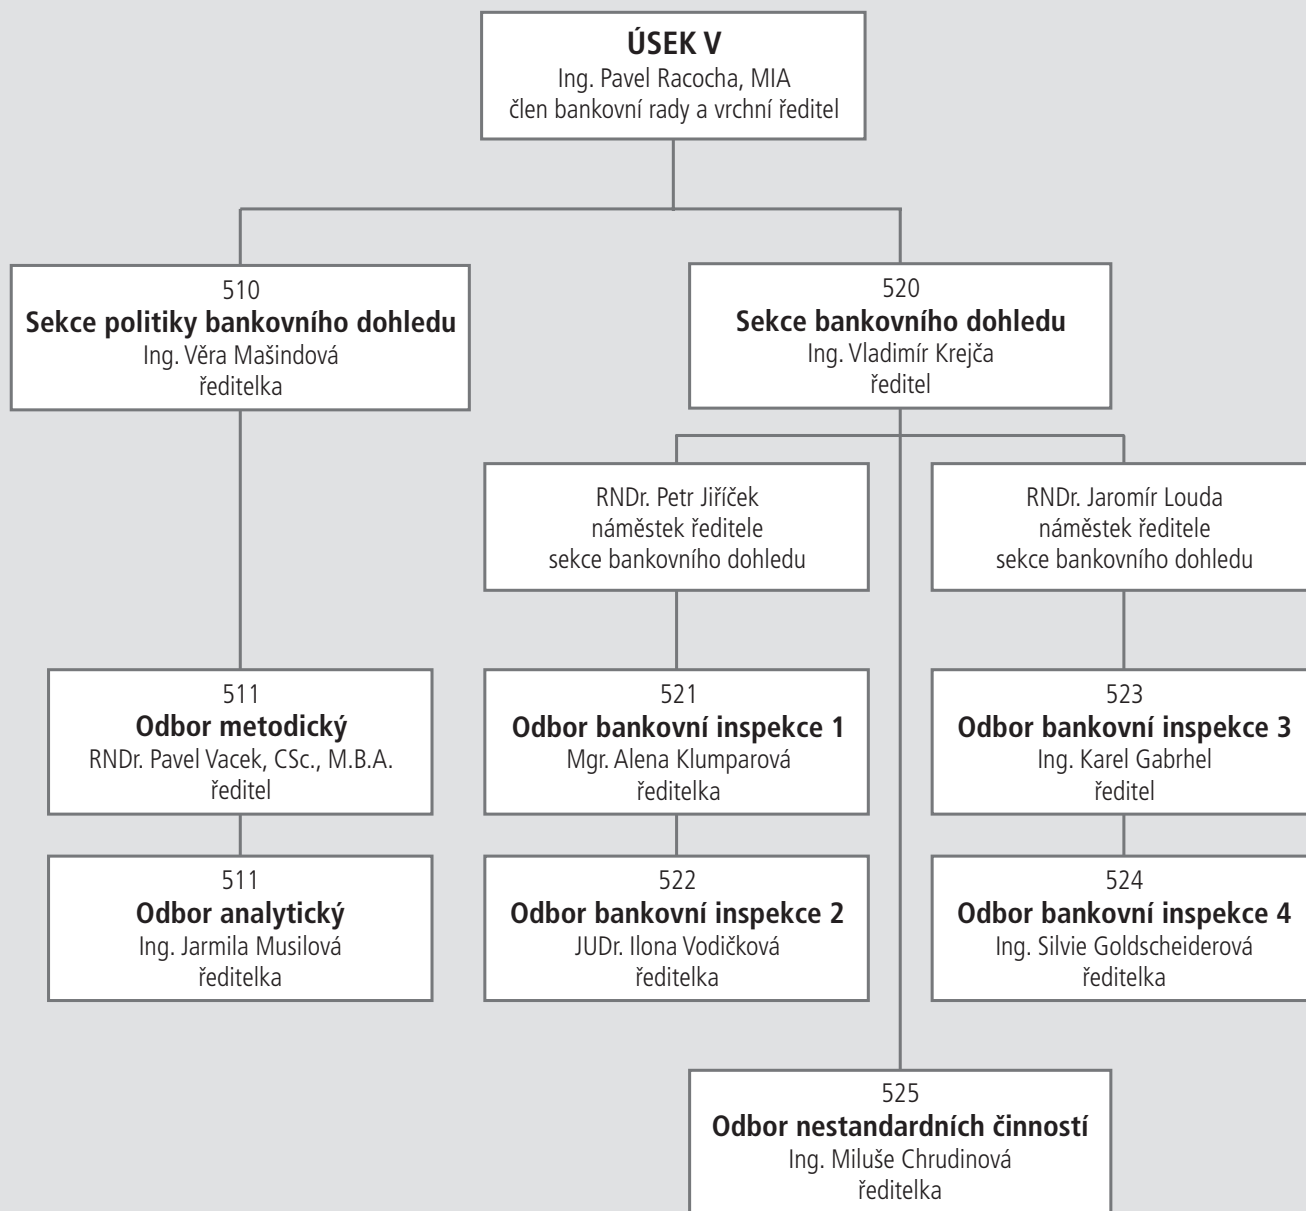 ÚSEK V
Ing. Pavel Racocha, MIA
člen bankovní rady a vrchní ředitel
510
Sekce politiky bankovního dohledu
Ing. Věra Mašindová
ředitelka
520
Sekce bankovního dohledu
Ing. Vladimír Krejča
ředitel
RNDr. Petr Jiříček
náměstek ředitele
sekce bankovního dohledu
RNDr. Jaromír Louda
náměstek ředitele
sekce bankovního dohledu
511
Odbor metodický
RNDr. Pavel Vacek, CSc., M.B.A.
ředitel
521
Odbor bankovní inspekce 1
Mgr. Alena Klumparová
ředitelka
523
Odbor bankovní inspekce 3
Ing. Karel Gabrhel
ředitel
511
Odbor analytický
Ing. Jarmila Musilová
ředitelka
522
Odbor bankovní inspekce 2
JUDr. Ilona Vodičková
ředitelka
524
Odbor bankovní inspekce 4
Ing. Silvie Goldscheiderová
ředitelka
525
Odbor nestandardních činností
Ing. Miluše Chrudinová
ředitelka